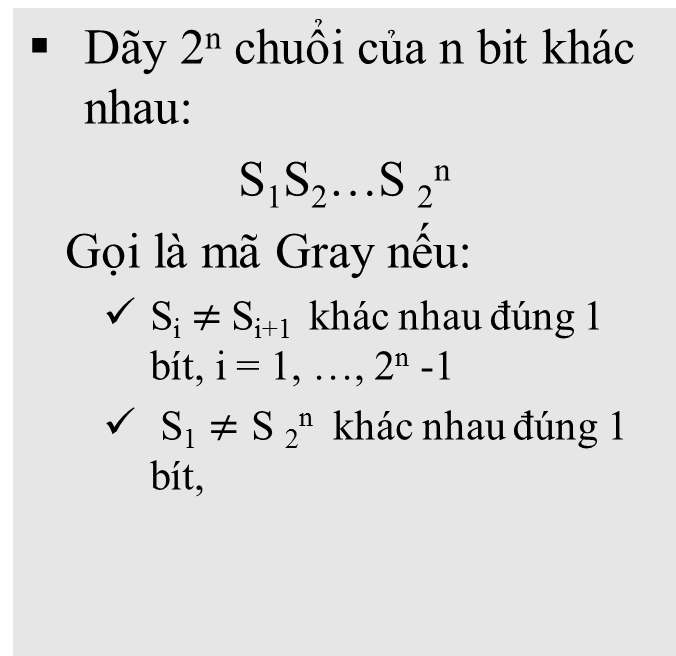 ▪ Dãy 2ⁿ chuổi của n bit khác
nhau:
S₁S₂…S ₂ⁿ
Gọi là mã Gray nếu:
✓ Sᵢ ≠ Sᵢ₊₁ khác nhau đúng 1
bít, i = 1, …, 2ⁿ -1
✓ S₁ ≠ S ₂ⁿ khác nhau đúng 1
bít,